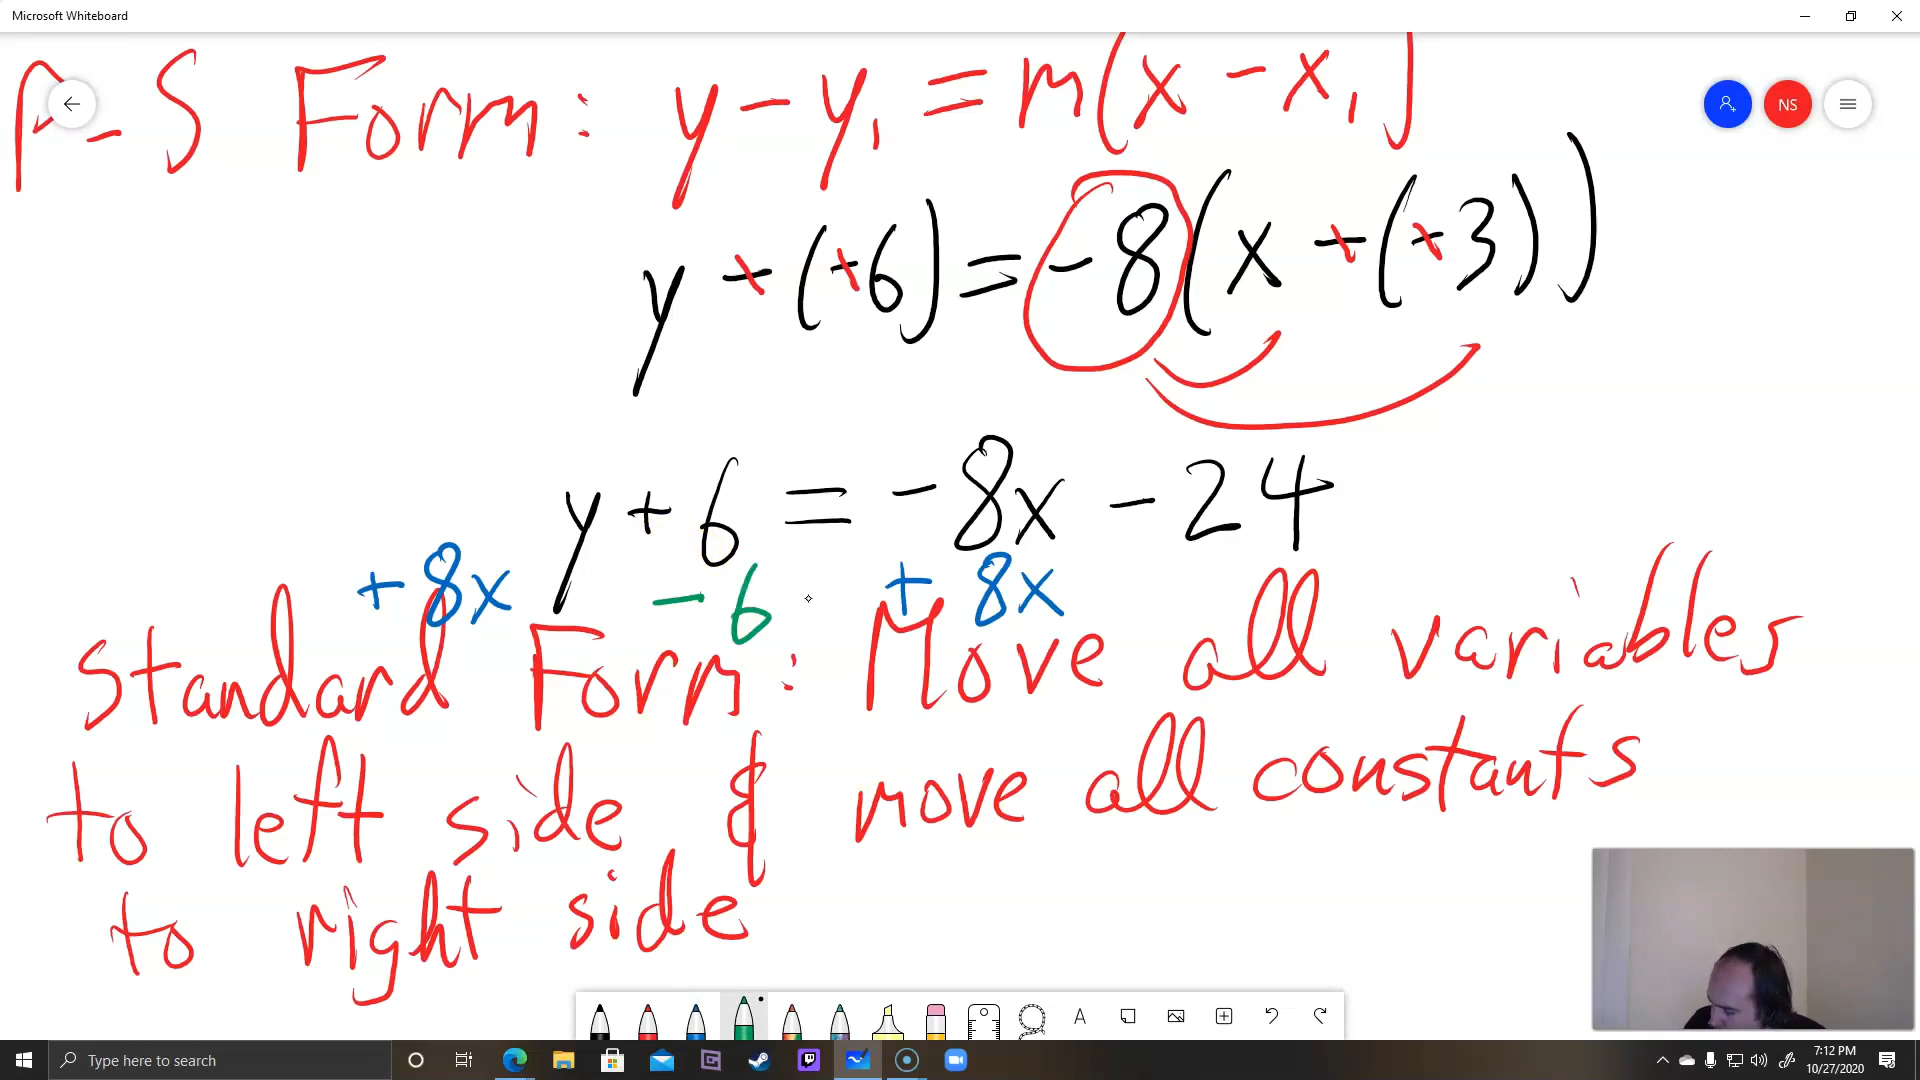 Microsoft Whiteboard
P-S Form: y - y₁ = m(x - x₁)
NS
y + (+6) = -8(x + (+3))
y + 6 = -8x - 24
+ 8x - 6 + 8x
Standard Form: Move all variables
to left side & move all constants
to right side
A
Type here to search
7:12 PM
10/27/2020